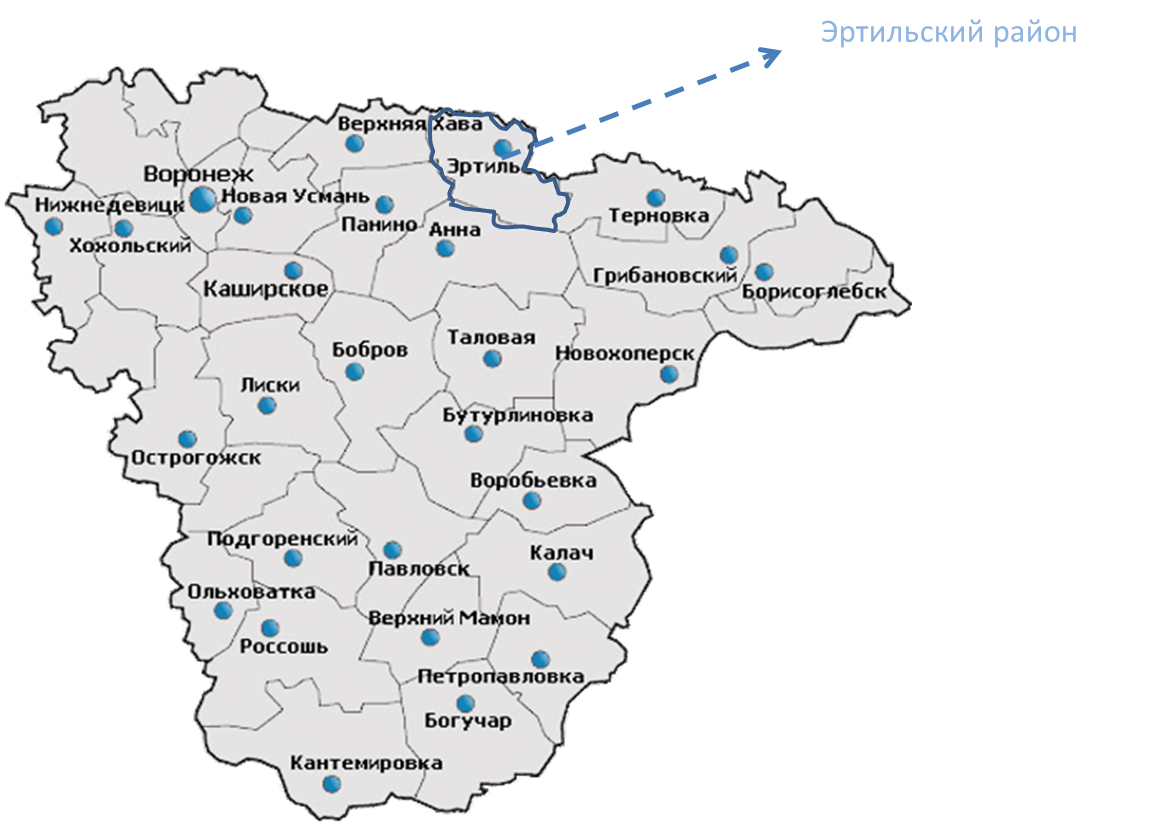 Эртильский район
Верхняя Хава
Эртиль
Воронеж
Новая Усмань
Нижнедевицк
Терновка
Панино
Анна
Хохольский
Грибановский
Каширское
Борисоглебск
Таловая
Бобров
Новохоперск
Лиски
Бутурлиновка
Острогожск
Воробьевка
Подгоренский
Калач
Павловск
Ольховатка
Верхний Мамон
Россошь
Петропавловка
Богучар
Кантемировка